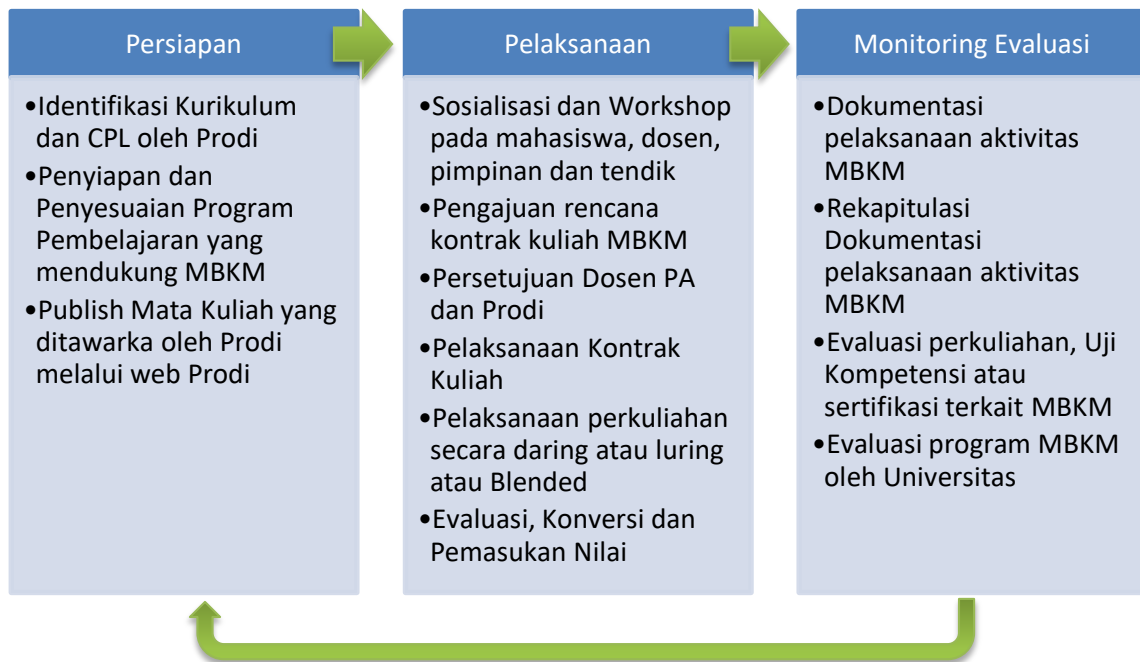 Persiapan
•Identifikasi Kurikulum
dan CPL oleh Prodi
•Penyiapan dan
Penyesuaian Program
Pembelajaran yang
mendukung MBKM
•Publish Mata Kuliah yang
ditawarka oleh Prodi
melalui web Prodi
Pelaksanaan
•Sosialisasi dan Workshop
pada mahasiswa, dosen,
pimpinan dan tendik
•Pengajuan rencana
kontrak kuliah MBKM
•Persetujuan Dosen PA
dan Prodi
•Pelaksanaan Kontrak
Kuliah
•Pelaksanaan perkuliahan
secara daring atau luring
atau Blended
•Evaluasi, Konversi dan
Pemasukan Nilai
Monitoring Evaluasi
•Dokumentasi
pelaksanaan aktivitas
MBKM
•Rekapitulasi
Dokumentasi
pelaksanaan aktivitas
MBKM
•Evaluasi perkuliahan, Uji
Kompetensi atau
sertifikasi terkait MBKM
•Evaluasi program MBKM
oleh Universitas